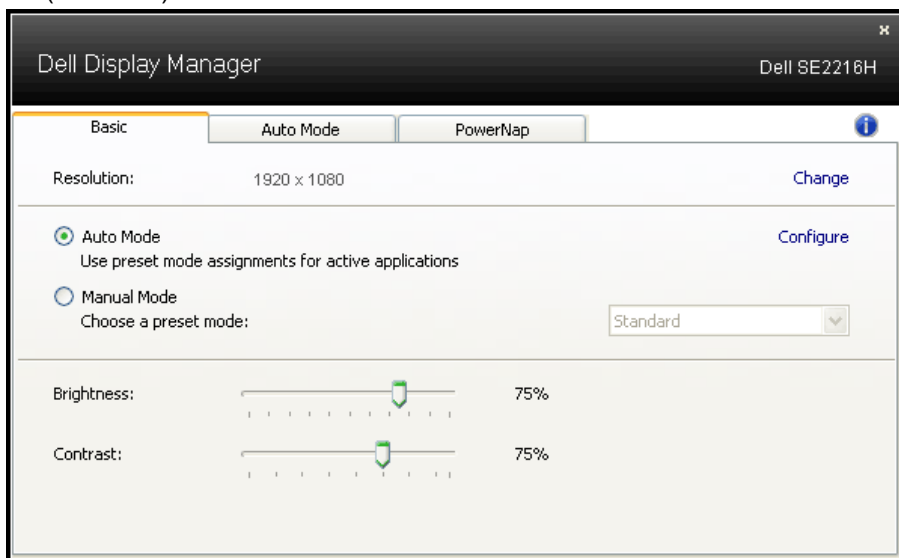 Dell Display Manager
Dell SE2216H
Basic
Auto Mode
PowerNap
Resolution:
1920 x 1080
Change
Auto Mode
Configure
Use preset mode assignments for active applications
Manual Mode
Choose a preset mode:
Standard
Brightness:
75%
Contrast:
75%